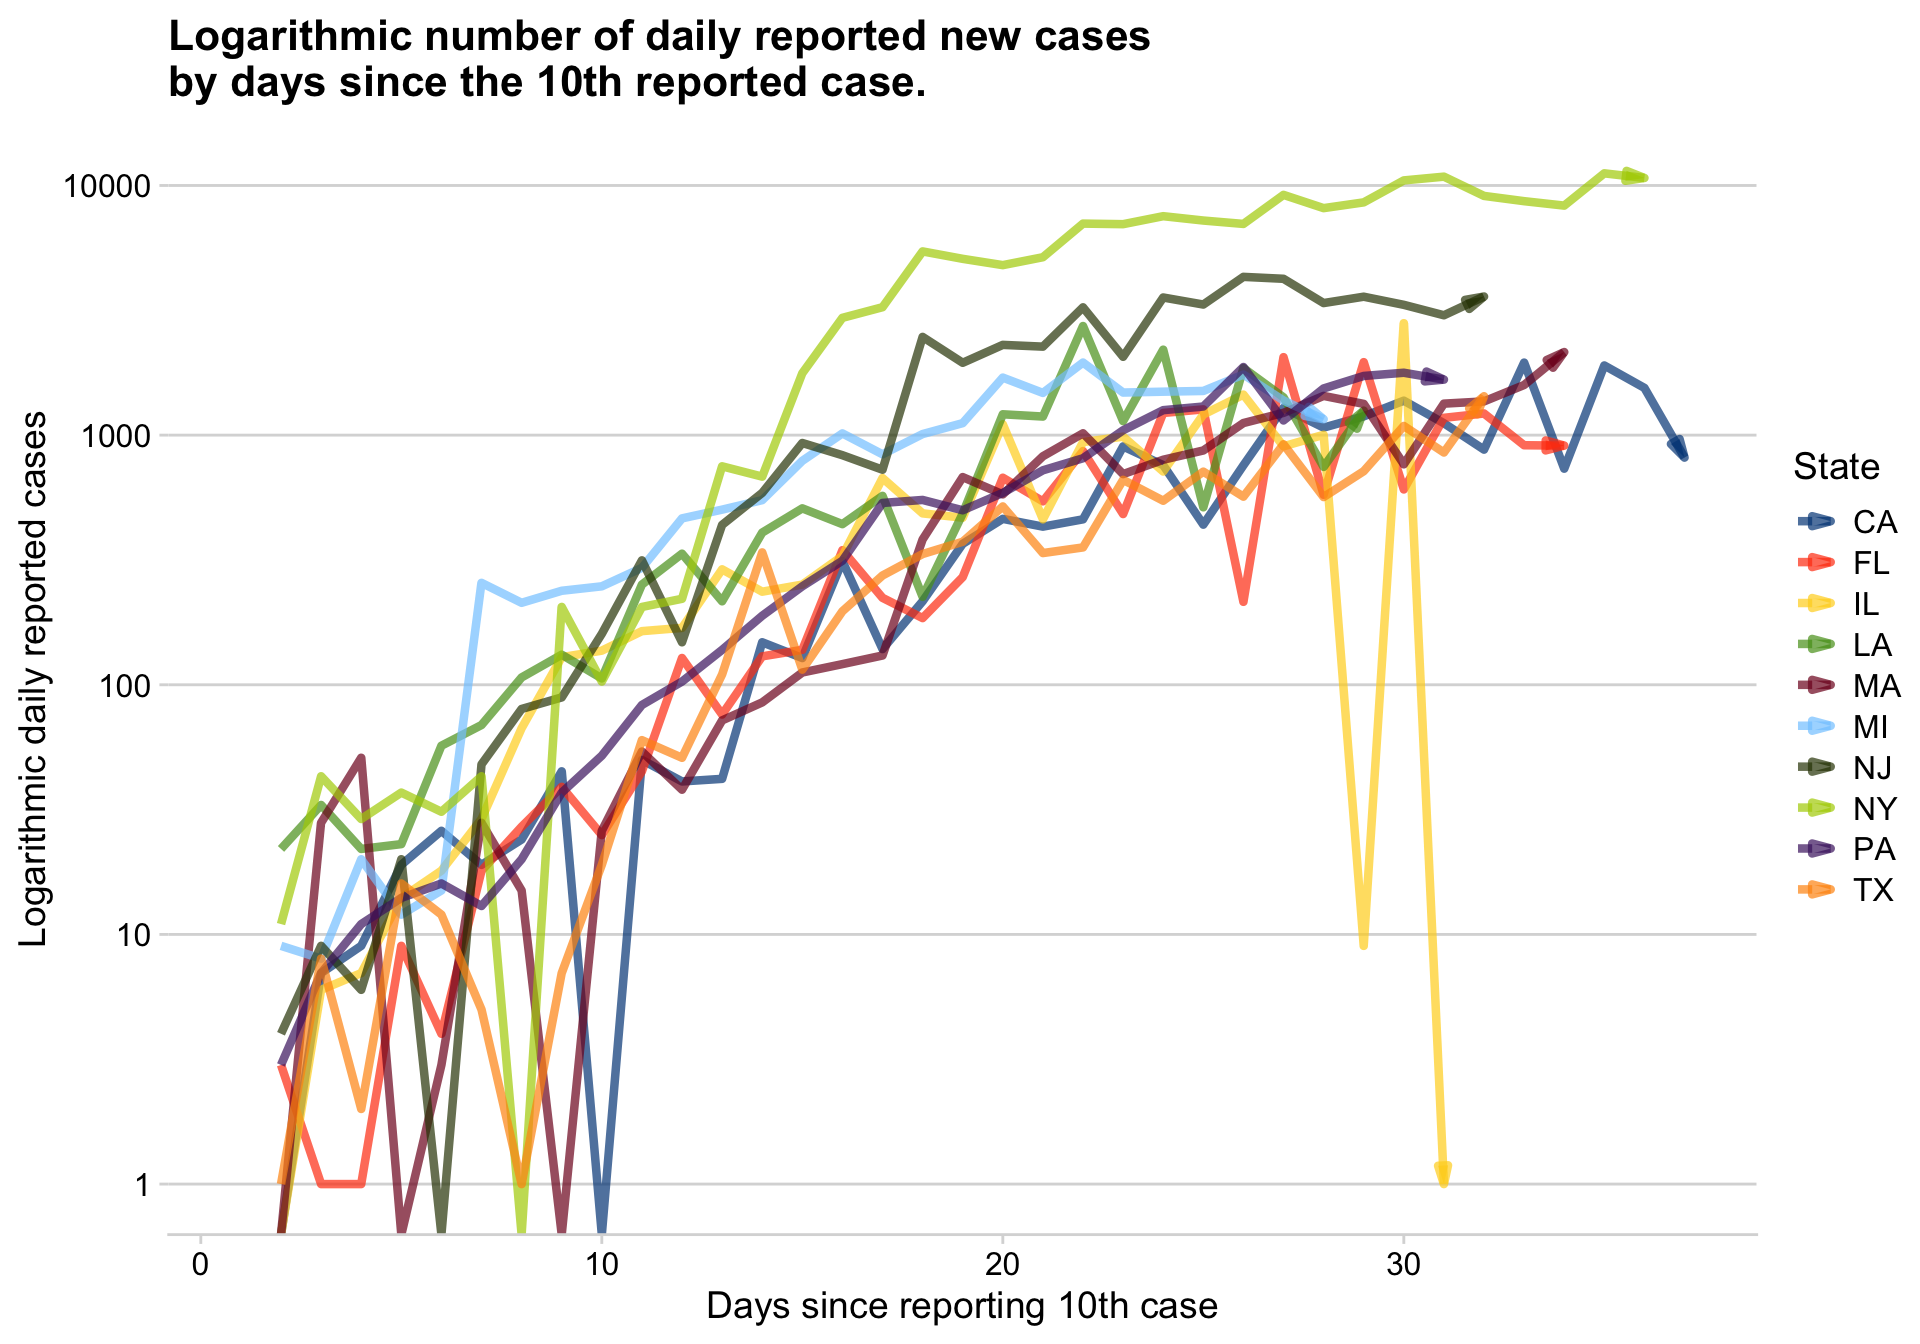 Logarithmic number of daily reported new cases
by days since the 10th reported case.
Logarithmic daily reported cases
10000
1000
100
10
1
0
10
20
30
Days since reporting 10th case
State
CA
FL
IL
LA
MA
MI
NJ
NY
PA
TX